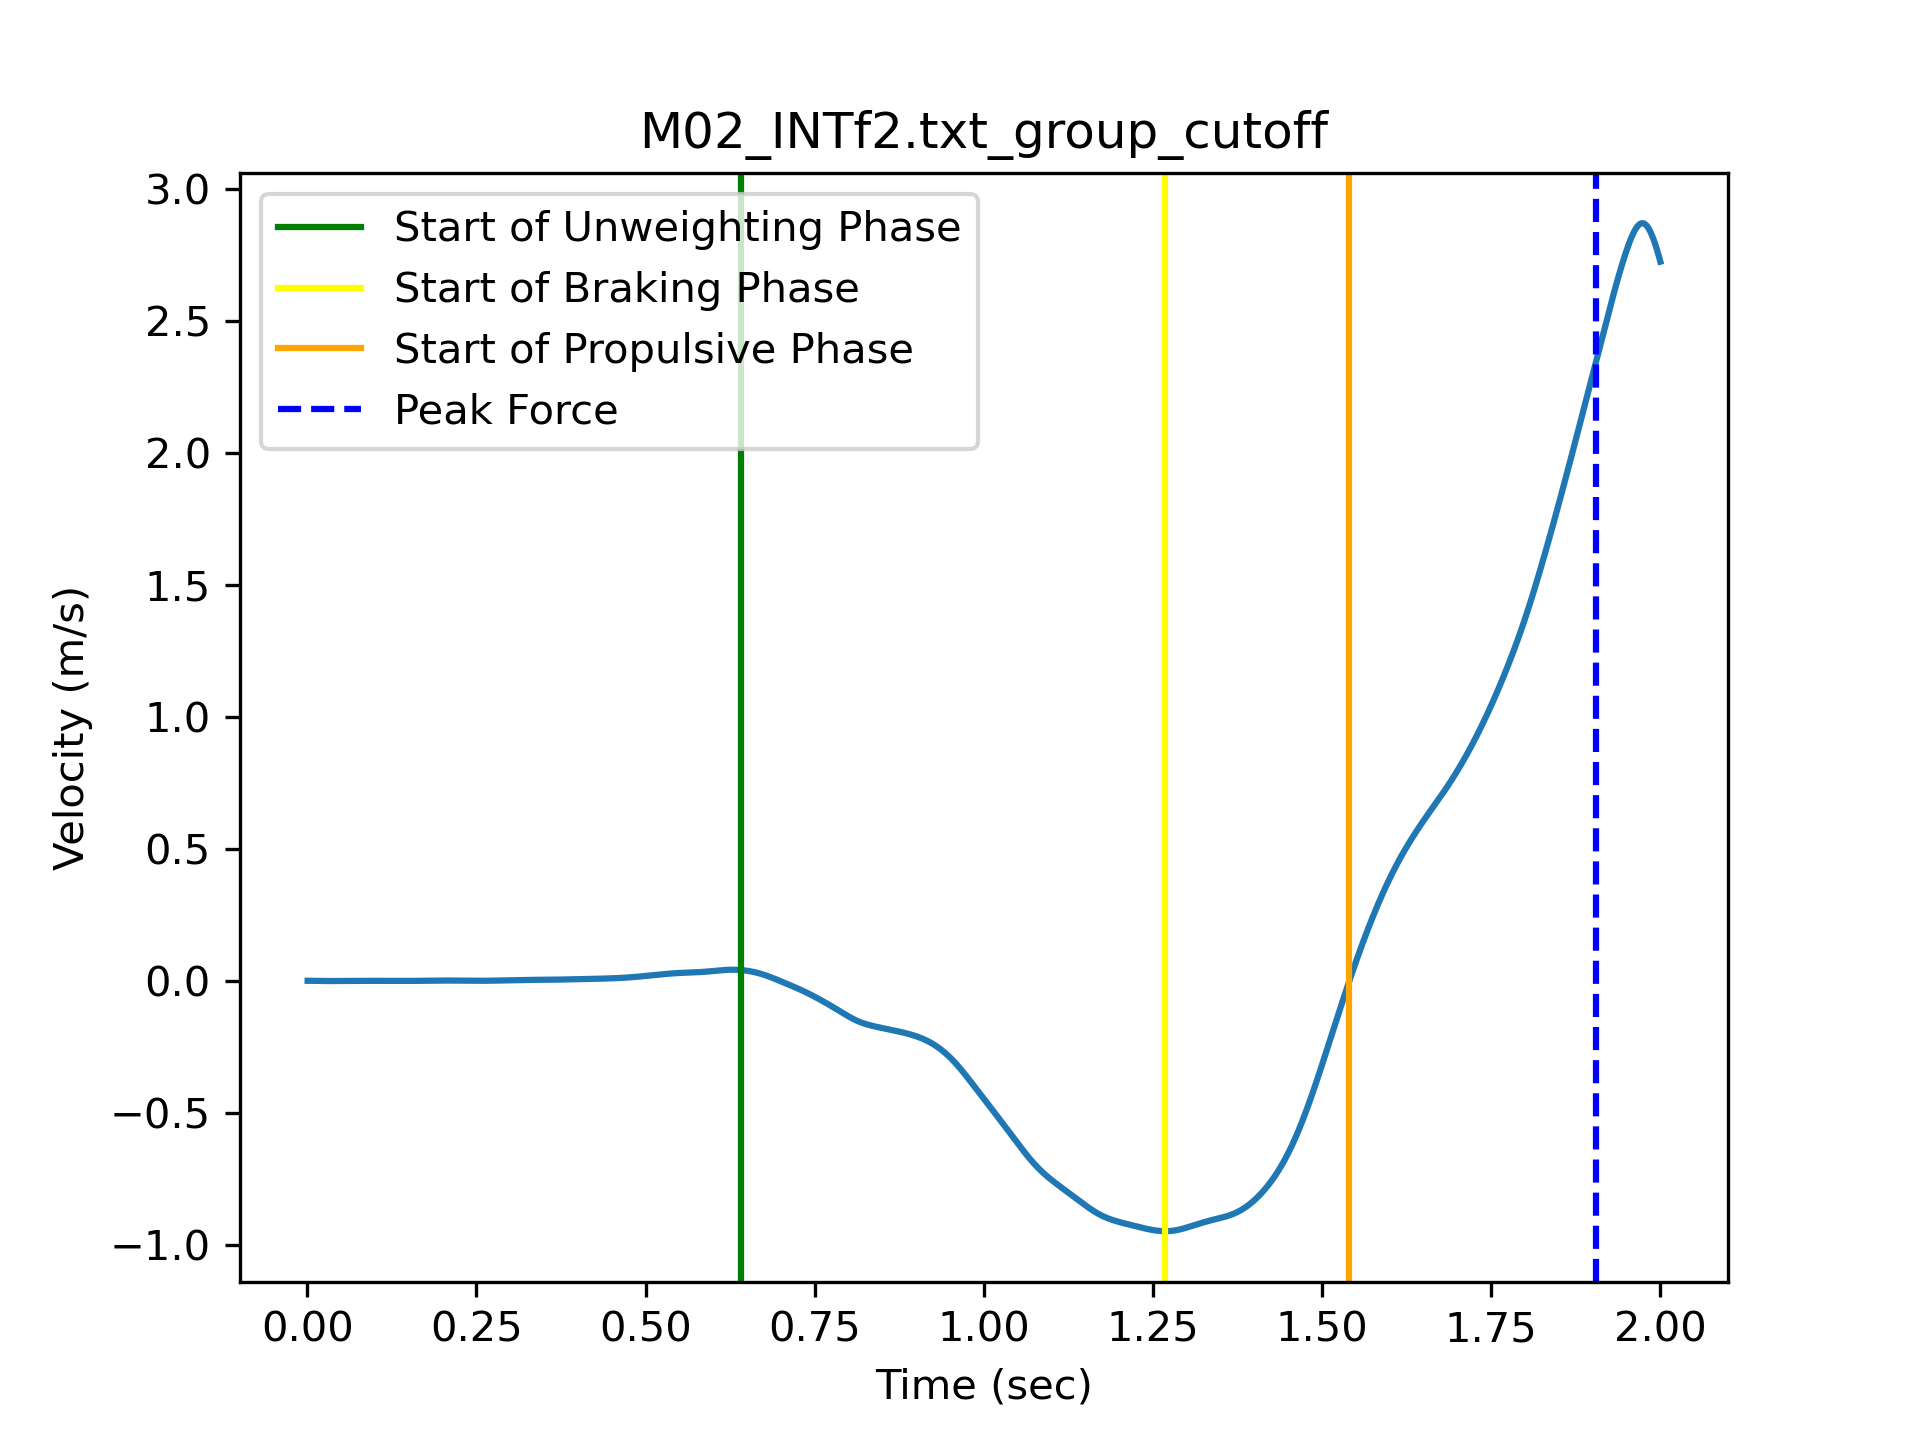 M02_INTf2.txt_group_cutoff
Start of Unweighting Phase
Start of Braking Phase
Start of Propulsive Phase
Peak Force
3.0
2.5
2.0
1.5
1.0
0.5
0.0
−0.5
−1.0
Velocity (m/s)
0.00 0.25 0.50 0.75 1.00 1.25 1.50 1.75 2.00
Time (sec)